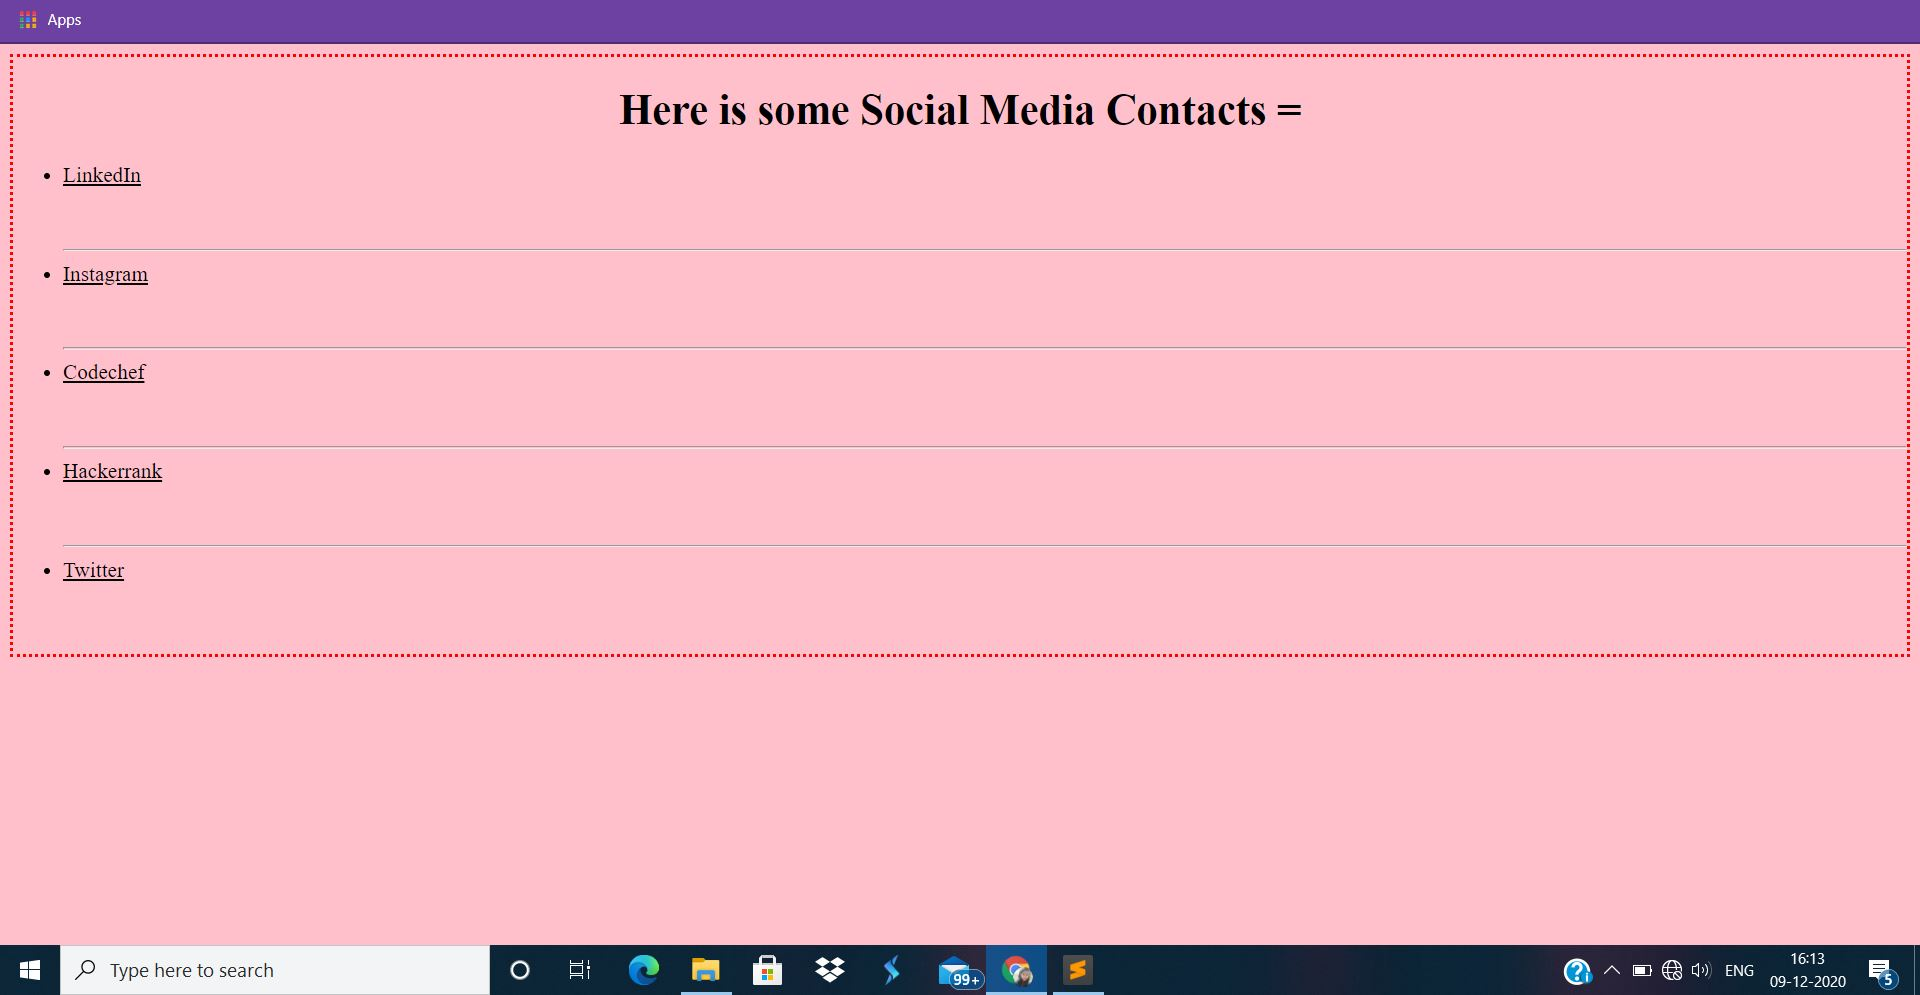 Apps
Here is some Social Media Contacts =
LinkedIn
Instagram
Codechef
Hackerrank
Twitter
Type here to search
99+
ENG
16:13
09-12-2020
5